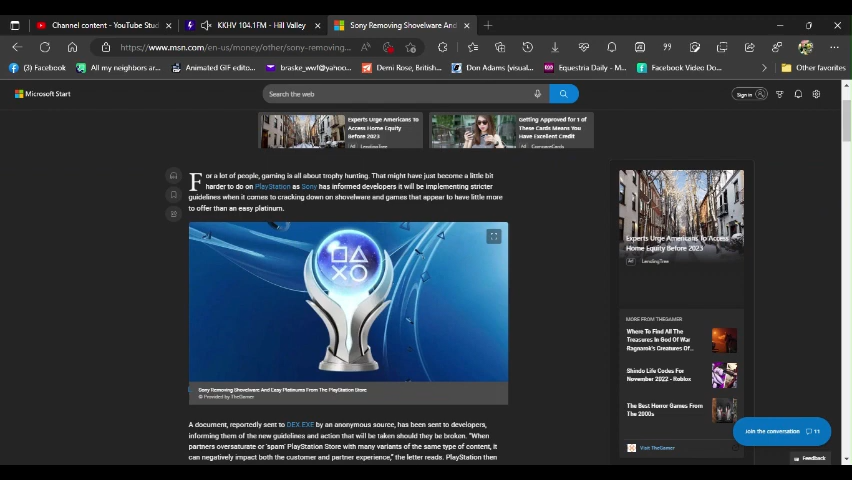 Channel content - YouTube Stud
KKHV 104.1FM - Hill Valley
Sony Removing Shovelware And
https://www.msn.com/en-us/money/other/sony-removing...
(3) Facebook
All my neighbors ar...
Animated GIF editо...
braske_wwf@yahoo...
Demi Rose, British...
Don Adams (visual...
Equestria Daily - M...
Facebook Video Do...
Other favorites
Microsoft Start
Search the web
Sign in
Experts Urge Americans To
Access Home Equity
Before 2023
Ad LendingTree
Getting Approved for 1 of
These Cards Means You
Have Excellent Credit
Ad CompareCards
For a lot of people, gaming is all about trophy hunting. That might have just become a little bit
harder to do on PlayStation as Sony has informed developers it will be implementing stricter
guidelines when it comes to cracking down on shovelware and games that appear to have little more
to offer than an easy platinum.
Sony Removing Shovelware And Easy Platinums From The PlayStation Store
© Provided by TheGamer
A document, reportedly sent to DEX.EXE by an anonymous source, has been sent to developers,
informing them of the new guidelines and action that will be taken should they be broken. "When
partners oversaturate or 'spam' PlayStation Store with many variants of the same type of content, it
can negatively impact both the customer and partner experience," the letter reads. PlayStation then
Experts Urge Americans To Access
Home Equity Before 2023
Ad LendingTree
MORE FROM THEGAMER
Where To Find All The
Treasures In God Of War
Ragnarok's Creatures Of...
Shindo Life Codes For
November 2022 - Roblox
The Best Horror Games From
The 2000s
Visit TheGamer
Join the conversation 11
Feedback